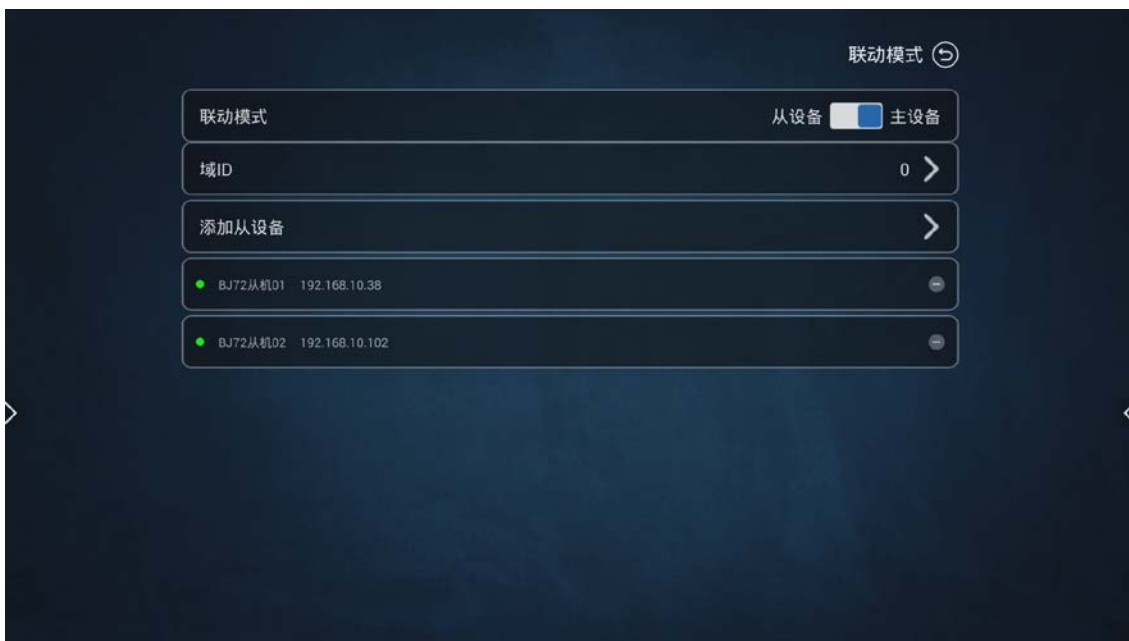 联动模式
联动模式 从设备 主设备
域ID 0
添加从设备
BJ72从机01 192.168.10.38
BJ72从机02 192.168.10.102